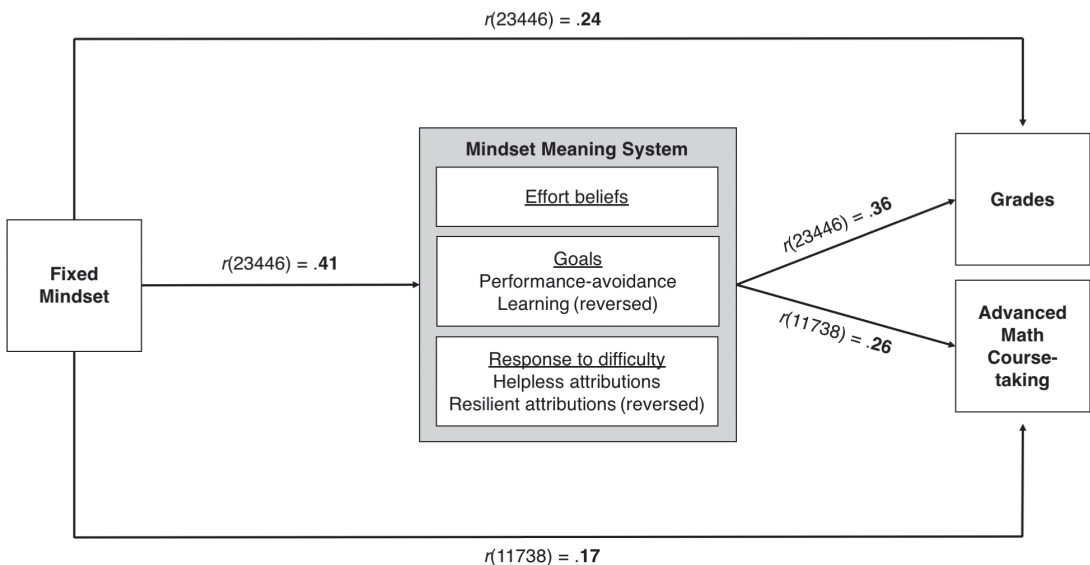 r(23446) = .24
Mindset Meaning System
Effort beliefs
Grades
r(23446) = .36
r(23446) = .41
Goals
Performance-avoidance
Learning (reversed)
Fixed
Mindset
r(11738) = .26
Advanced
Math
Course-
taking
Response to difficulty
Helpless attributions
Resilient attributions (reversed)
r(11738) = .17